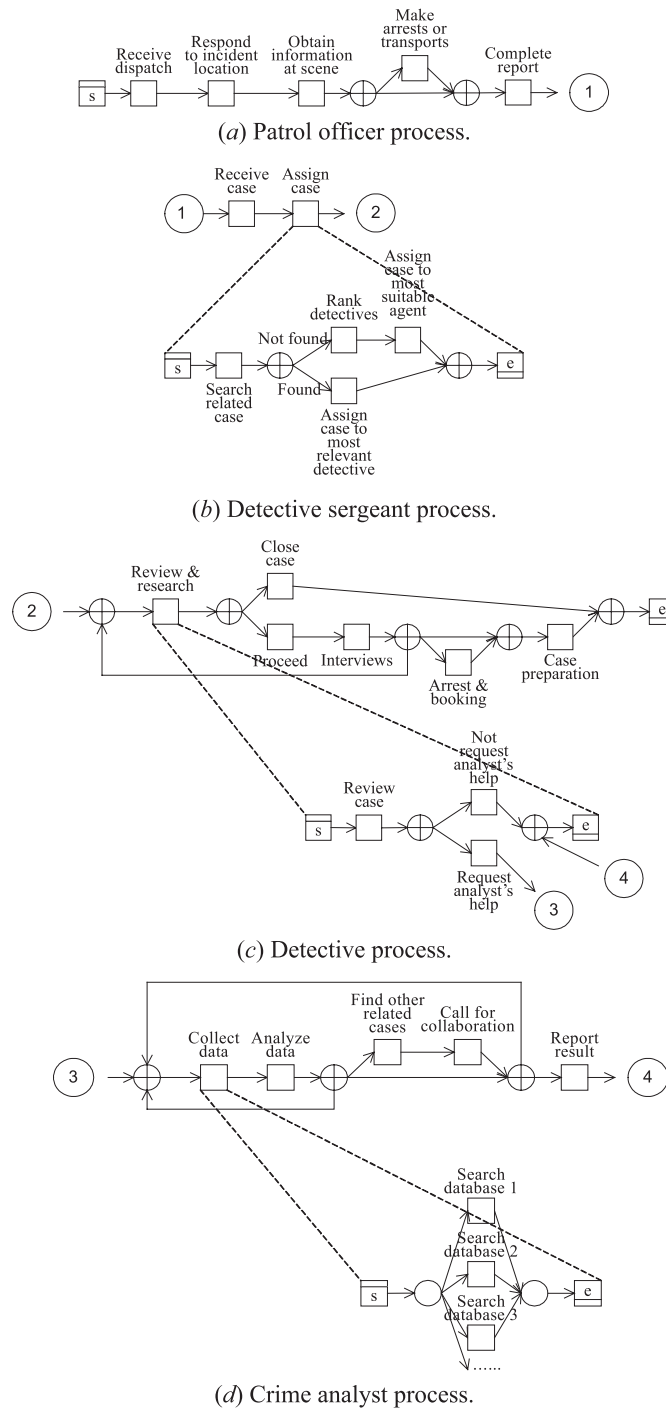 Receive
dispatch
Respond
to incident
location
Obtain
information
at scene
Make
arrests or
transports
Complete
report
s
1
(a) Patrol officer process.
Receive
case
Assign
case
1
2
Assign
case to
most
suitable
agent
Rank
detectives
Not found
s
e
Search
related
case
Found
Assign
case to
most
relevant
detective
(b) Detective sergeant process.
Close
case
Review &
research
2
e
Proceed
Interviews
Arrest &
booking
Case
preparation
Not
request
analyst's
help
Review
case
s
e
Request
analyst's
help
4
3
(c) Detective process.
Find other
related
cases
Call for
collaboration
Collect
data
Analyze
data
Report
result
3
4
Search
database 1
Search
database 2
s
e
Search
database 3
......
(d) Crime analyst process.